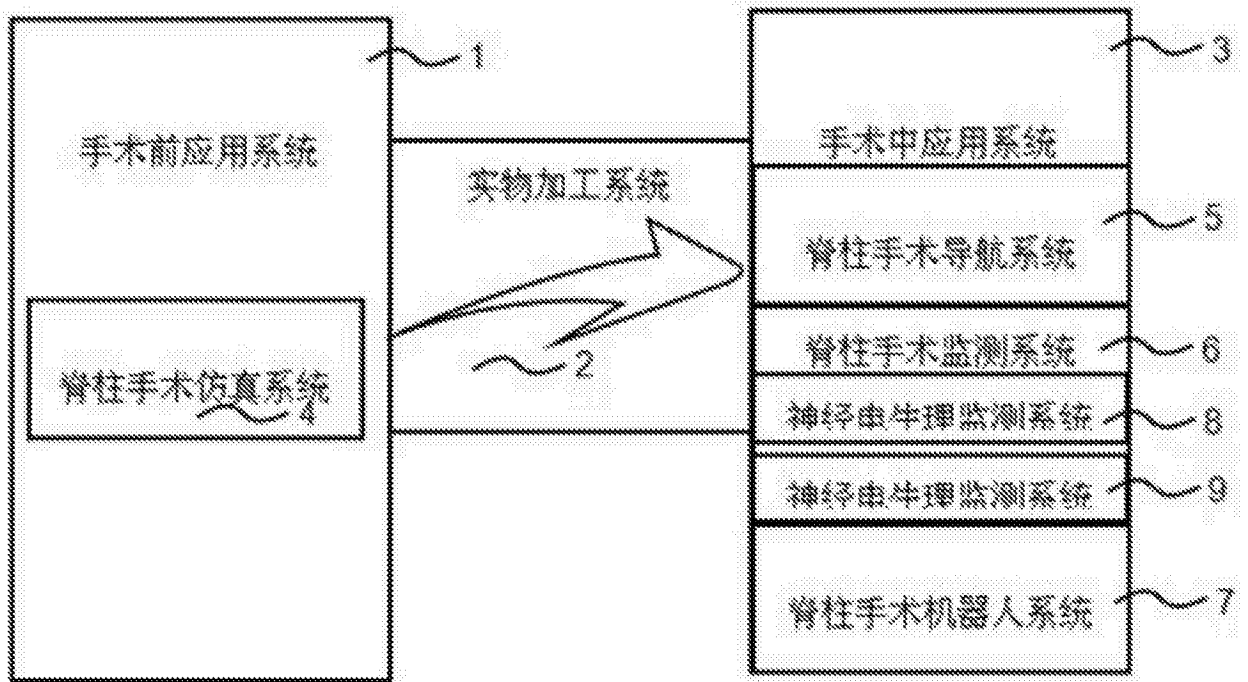 1
手术前应用系统
脊柱手术仿真系统
4
实物加工系统
2
3
手术中应用系统
5
脊柱手术导航系统
脊柱手术监测系统
6
神经电生理监测系统
8
神经电生理监测系统
9
脊柱手术机器人系统
7